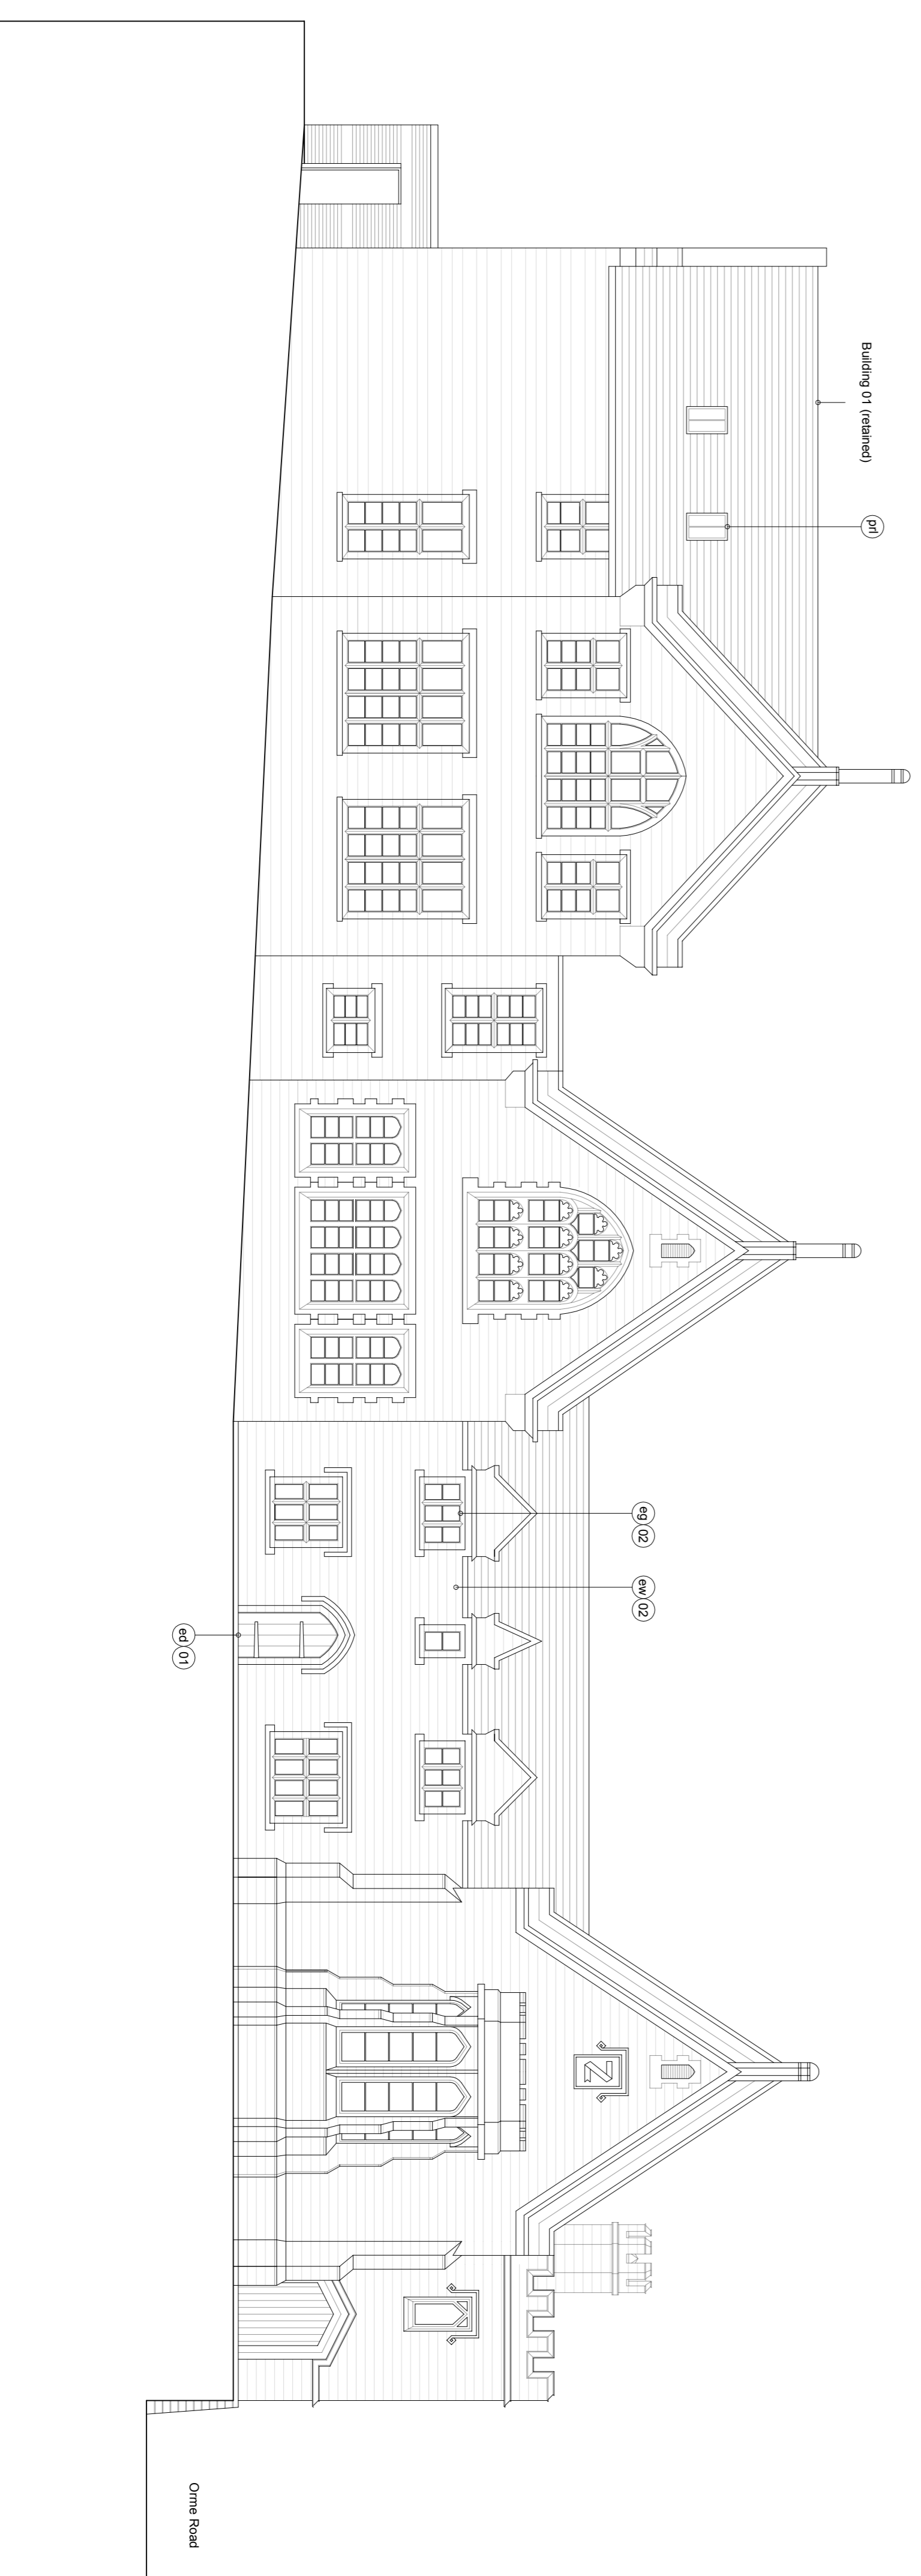 Building 01 (retained)
prl
eg 02
ew 02
ed 01
Orme Road